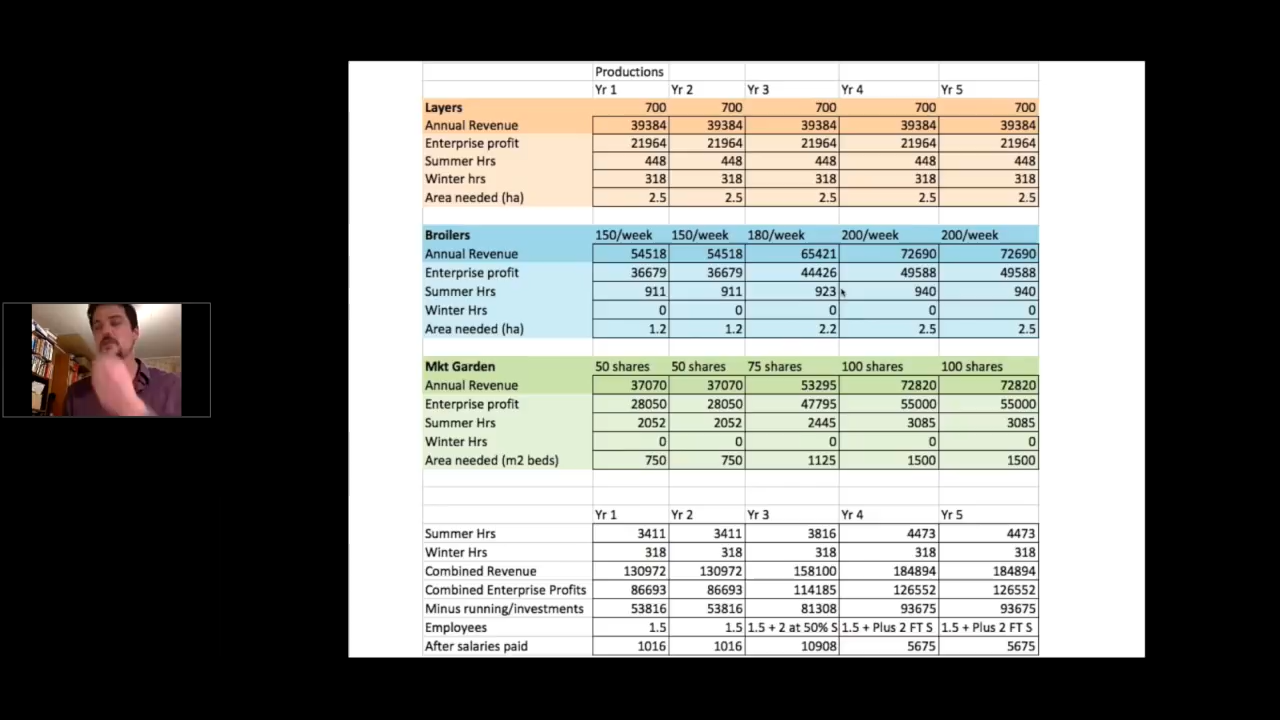 Productions
Yr 1 Yr 2 Yr 3 Yr 4 Yr 5
Layers 700 700 700 700 700
Annual Revenue 39384 39384 39384 39384 39384
Enterprise profit 21964 21964 21964 21964 21964
Summer Hrs 448 448 448 448 448
Winter hrs 318 318 318 318 318
Area needed (ha) 2.5 2.5 2.5 2.5 2.5
Broilers 150/week 150/week 180/week 200/week 200/week
Annual Revenue 54518 54518 65421 72690 72690
Enterprise profit 36679 36679 44426 49588 49588
Summer Hrs 911 911 923 940 940
Winter Hrs 0 0 0 0 0
Area needed (ha) 1.2 1.2 2.2 2.5 2.5
Mkt Garden 50 shares 50 shares 75 shares 100 shares 100 shares
Annual Revenue 37070 37070 53295 72820 72820
Enterprise profit 28050 28050 47795 55000 55000
Summer Hrs 2052 2052 2445 3085 3085
Winter Hrs 0 0 0 0 0
Area needed (m2 beds) 750 750 1125 1500 1500
Yr 1 Yr 2 Yr 3 Yr 4 Yr 5
Summer Hrs 3411 3411 3816 4473 4473
Winter Hrs 318 318 318 318 318
Combined Revenue 130972 130972 158100 184894 184894
Combined Enterprise Profits 86693 86693 114185 126552 126552
Minus running/investments 53816 53816 81308 93675 93675
Employees 1.5 1.5 1.5 + 2 at 50% S 1.5 + Plus 2 FT S 1.5 + Plus 2 FT S
After salaries paid 1016 1016 10908 5675 5675